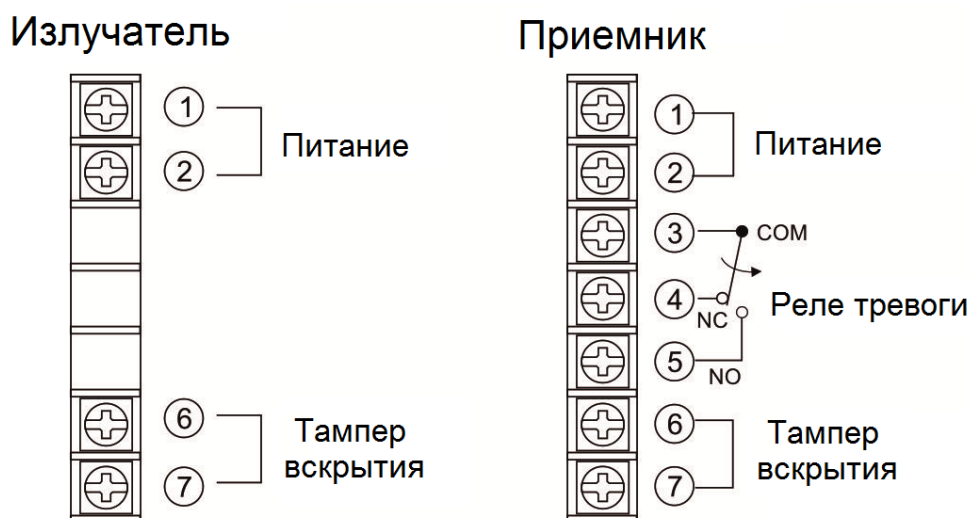 Излучатель
1
2
Питание
6
7
Тампер
вскрытия
Приемник
1
2
Питание
3
COM
4
NC
Реле тревоги
5
NO
6
7
Тампер
вскрытия